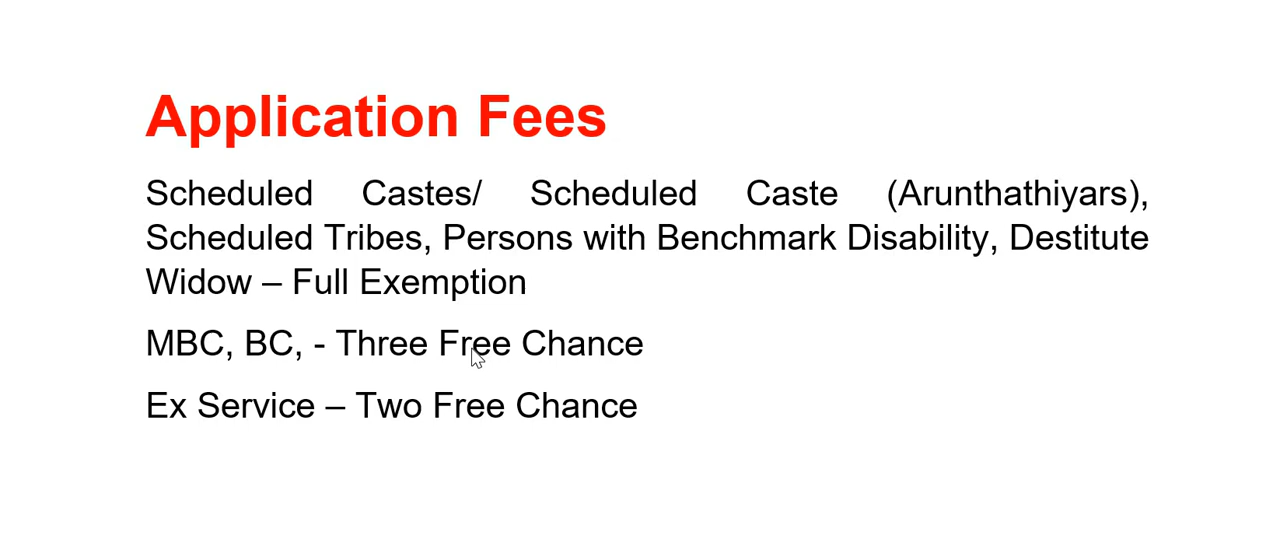 Application Fees
Scheduled Castes/ Scheduled Caste (Arunthathiyars),
Scheduled Tribes, Persons with Benchmark Disability, Destitute
Widow – Full Exemption
MBC, BC, - Three Free Chance
Ex Service – Two Free Chance